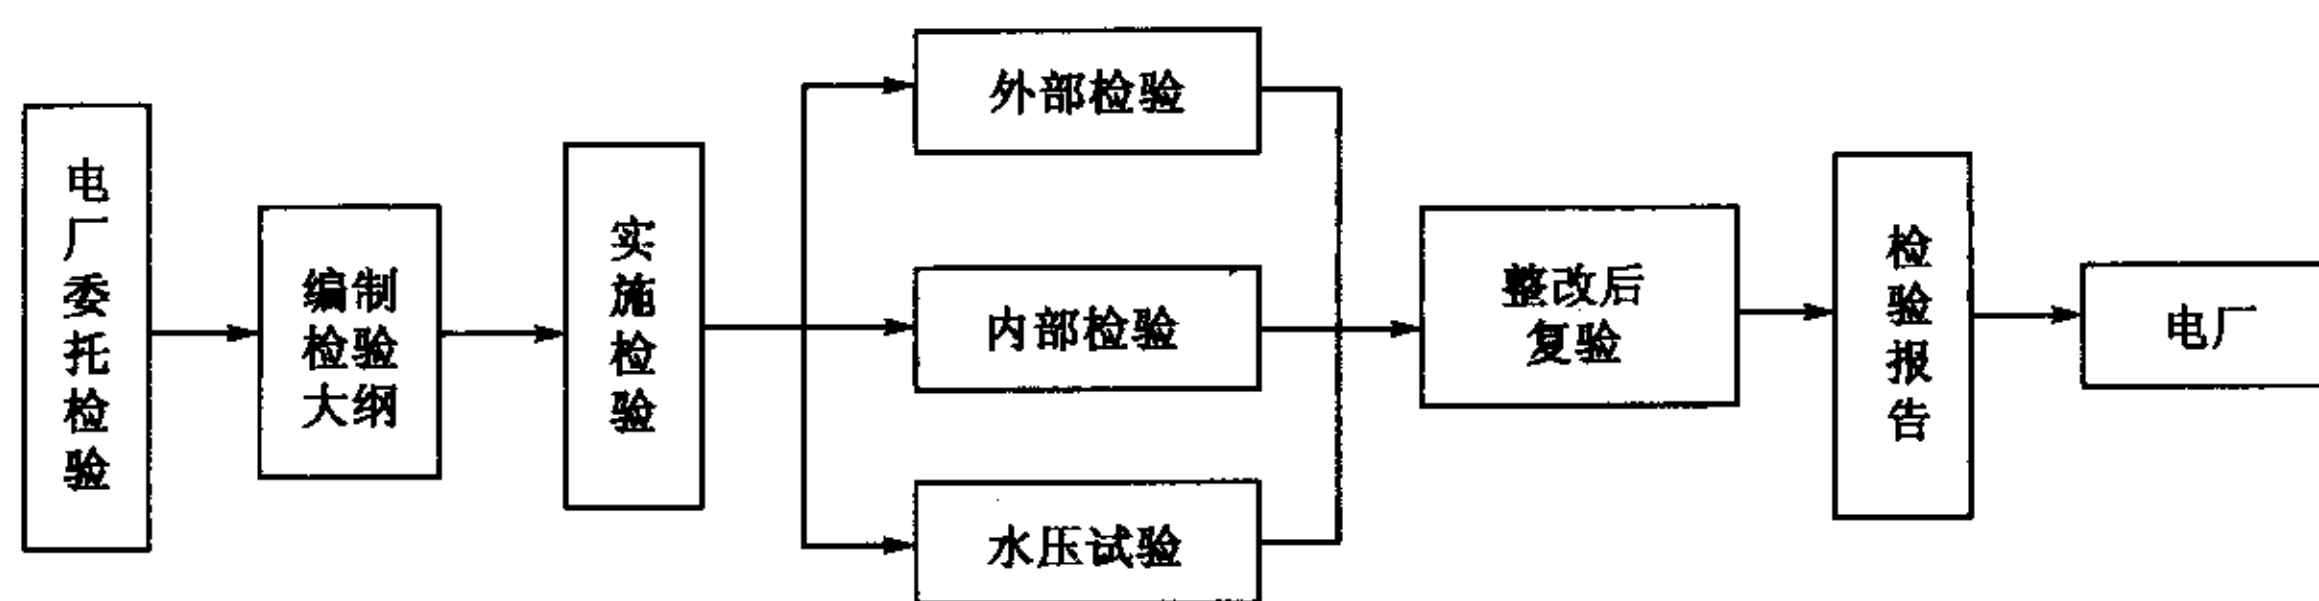 电厂委托检验
编制
检验
大纲
实施检验
外部检验
内部检验
水压试验
整改后
复验
检验报告
电厂